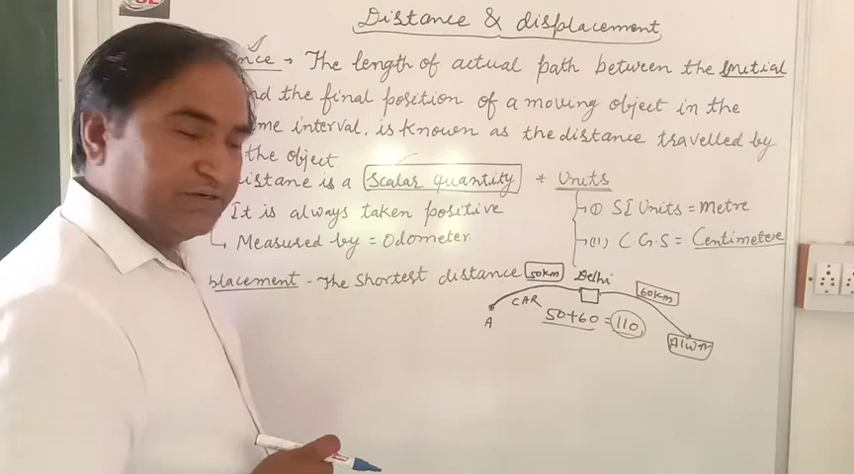 Distance & displacement
nce → The length of actual path between the Initial
nd the final position of a moving object in the
me interval. is known as the distance travelled by
the object
istane is a Scalar quantity
It is always taken positive
Measured by = Odometer.
* Units
① SI Units = Metre
(ii) C.G.S = Centimetere
placement - The Shortest distance
50km
Delhi
60km
CAR
A
50+60 = 110